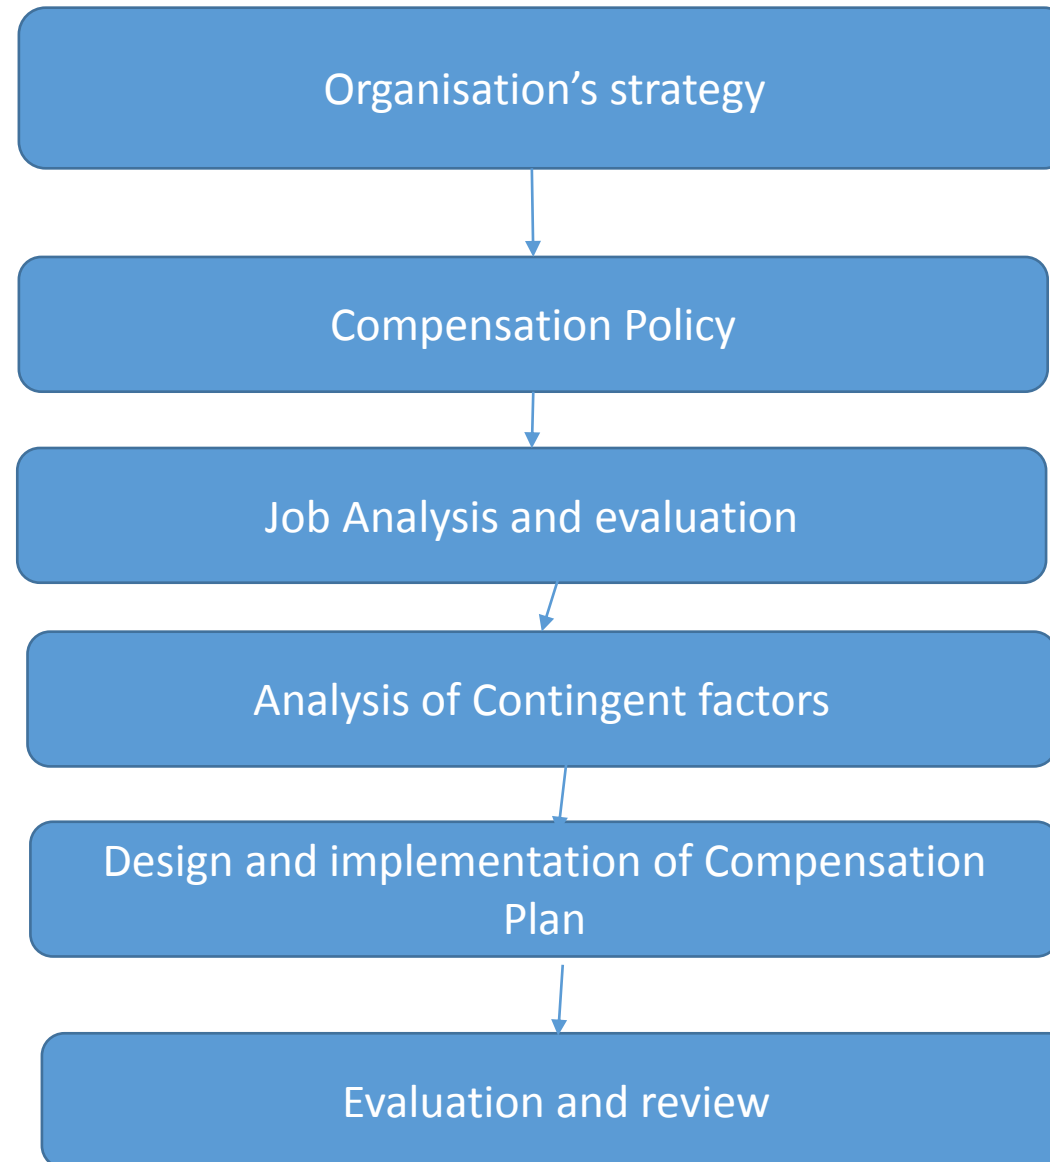 Organisation’s strategy
Compensation Policy
Job Analysis and evaluation
Analysis of Contingent factors
Design and implementation of Compensation
Plan
Evaluation and review